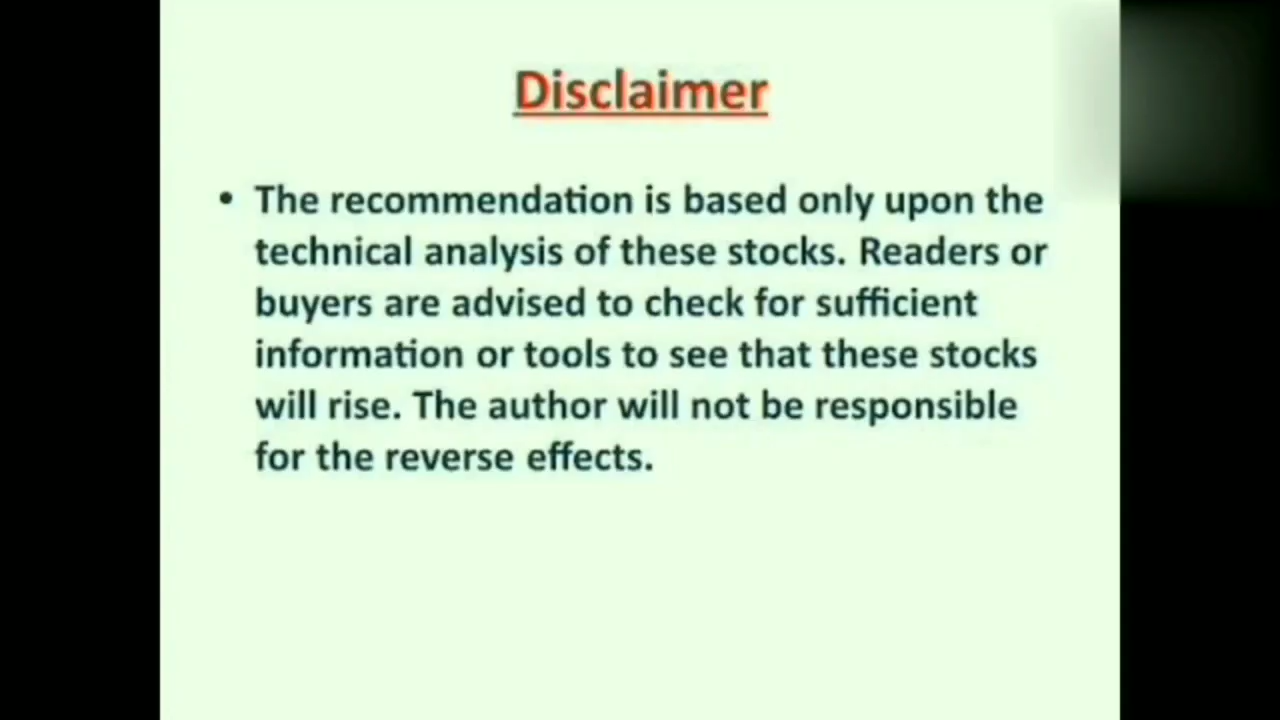 Disclaimer
• The recommendation is based only upon the
technical analysis of these stocks. Readers or
buyers are advised to check for sufficient
information or tools to see that these stocks
will rise. The author will not be responsible
for the reverse effects.